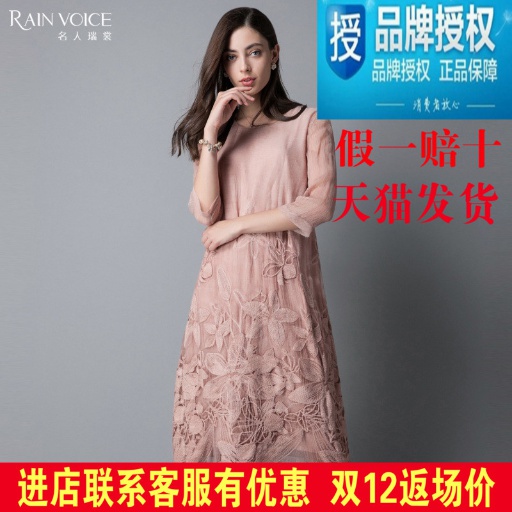 RAIN VOICE
名人瑞裳
授 品牌授权
品牌授权 正品保障
消费者放心
假一赔十
天猫发货
进店联系客服有优惠 双12返场价